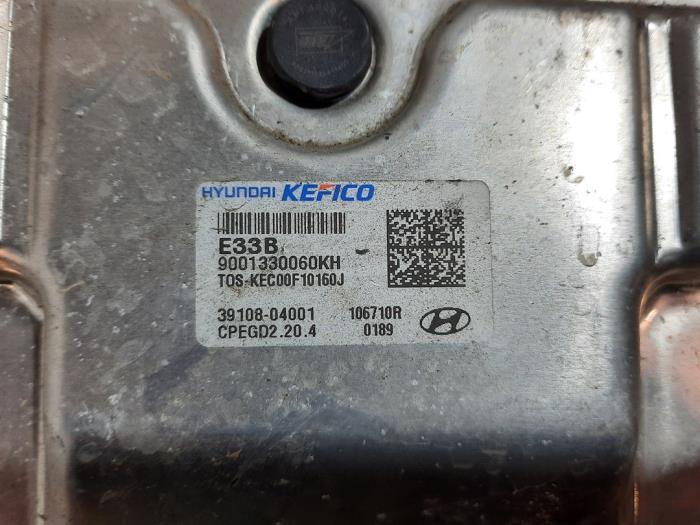 HYUNDAI KEFICO
E33B
9001330060KH
TOS-KEC00F10160J
39108-04001 106710R
CPEGD2.20.4 0189